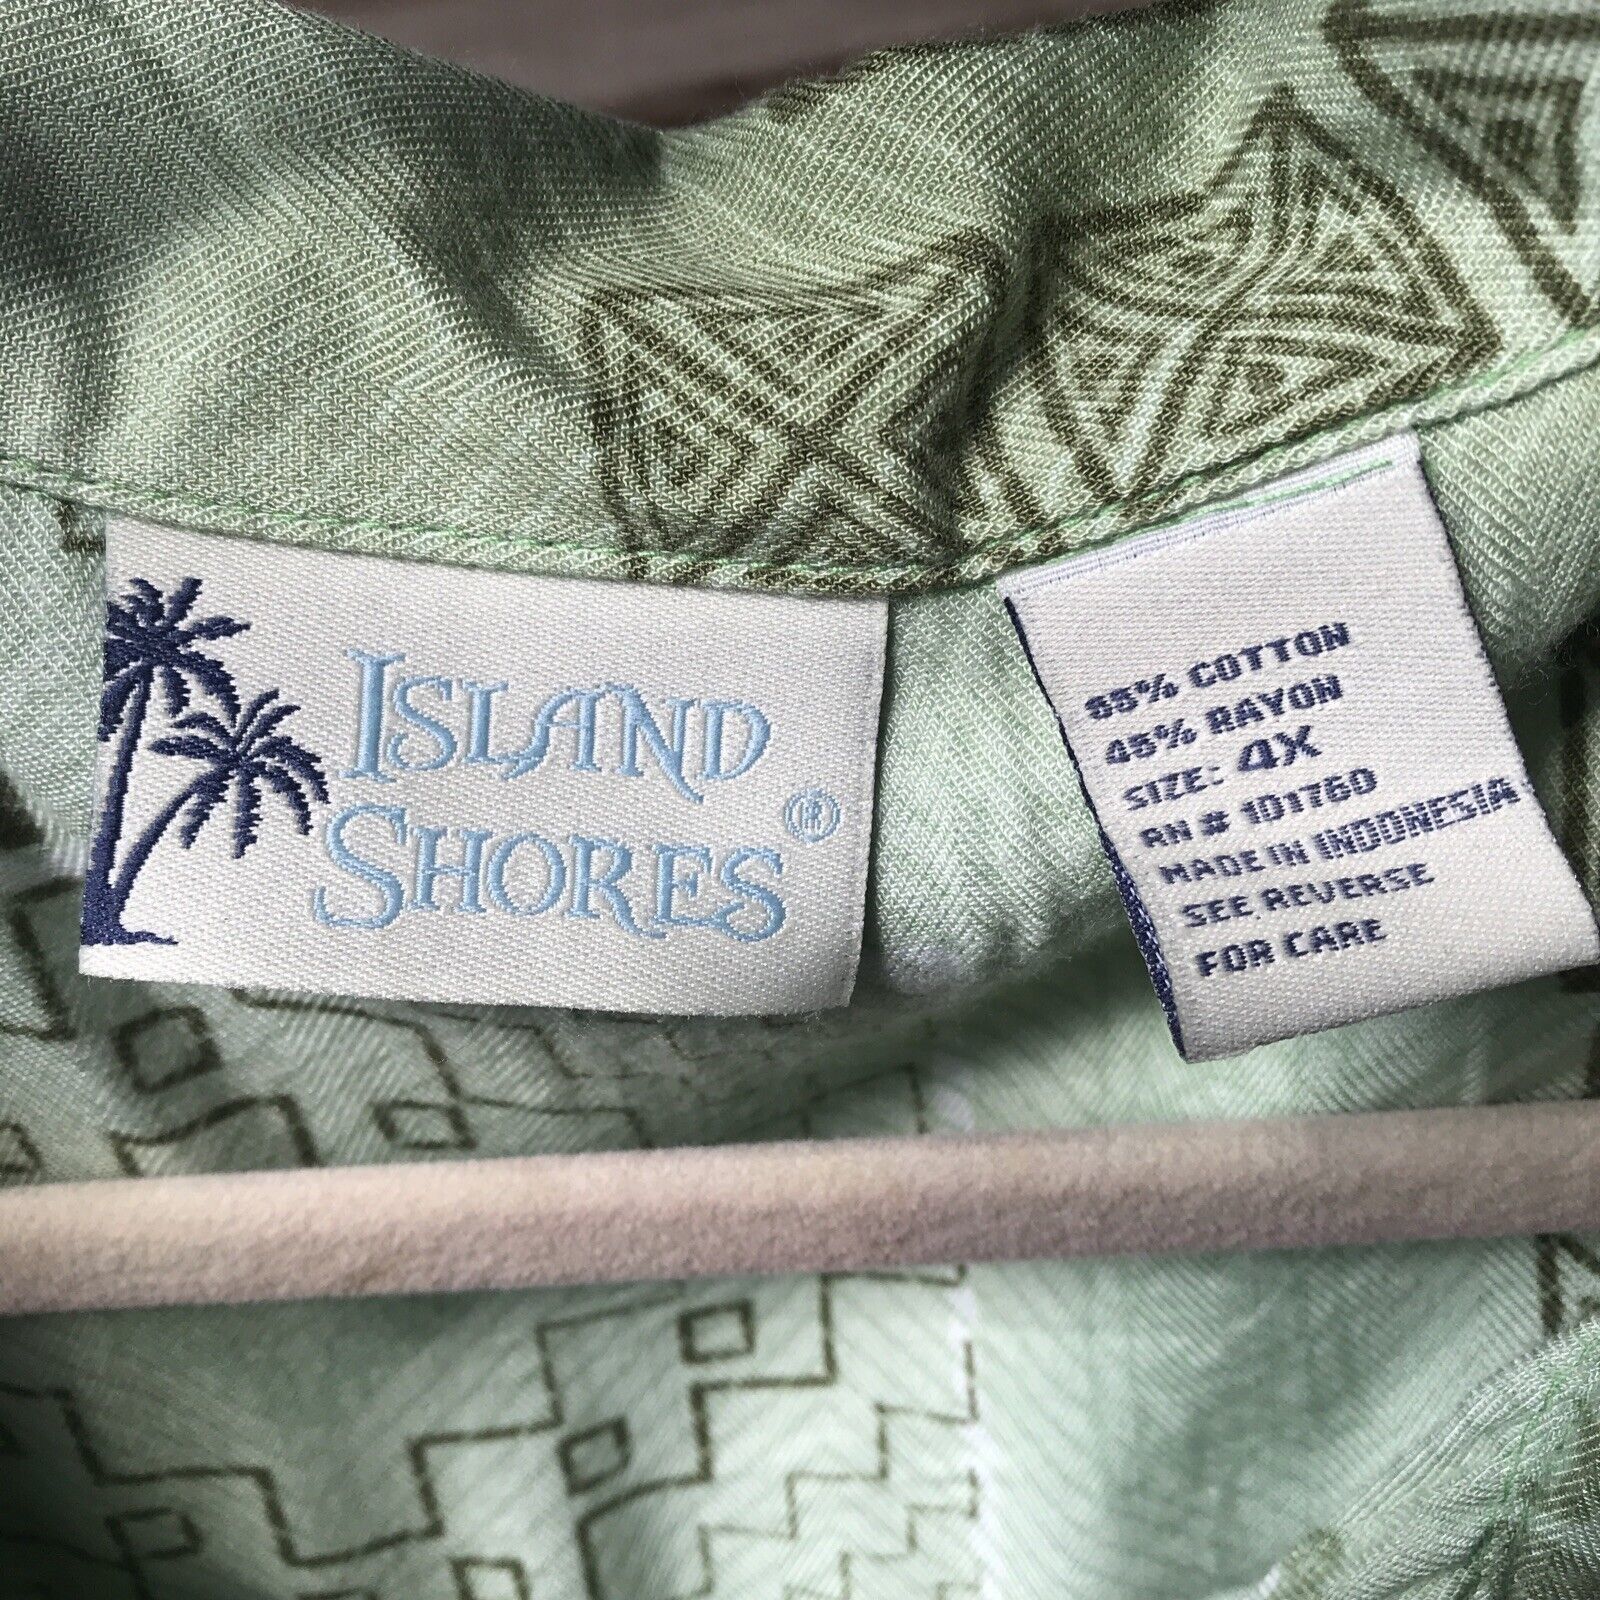 ISLAND
SHORES
®
55% COTTON
45% RAYON
SIZE: 4X
RN # 101760
MADE IN INDONESIA
SEE REVERSE
FOR CARE